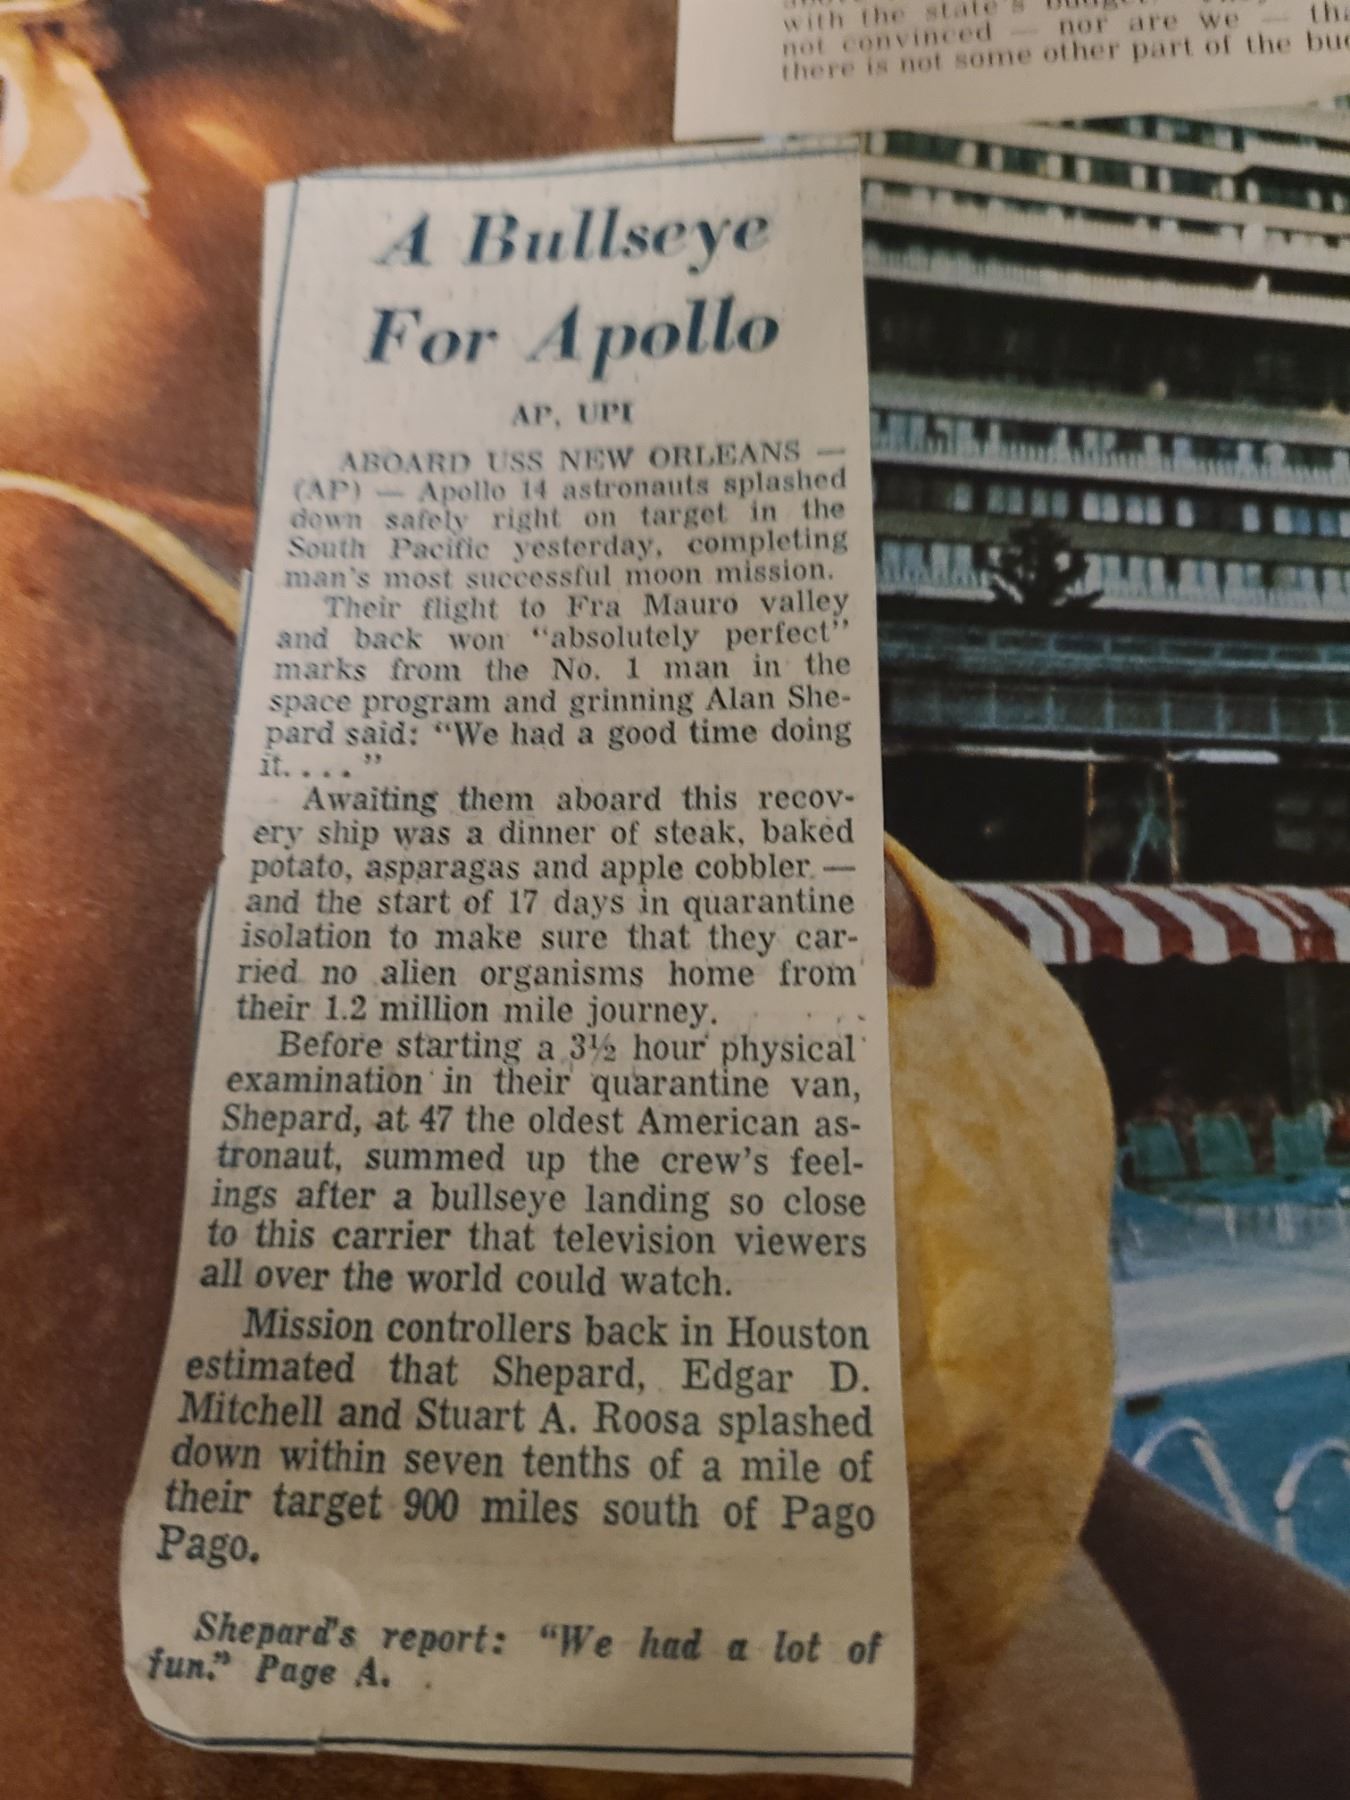 with the state's
not convinced — nor are we — tha
there is not some other part of the bud
A Bullseye
For Apollo
AP, UPI
ABOARD USS NEW ORLEANS —
(AP) — Apollo 14 astronauts splashed
down safely right on target in the
South Pacific yesterday, completing
man's most successful moon mission.
Their flight to Fra Mauro valley
and back won "absolutely perfect"
marks from the No. 1 man in the
space program and grinning Alan She-
pard said: "We had a good time doing
it. . . . "
Awaiting them aboard this recov-
ery ship was a dinner of steak, baked
potato, asparagas and apple cobbler —
and the start of 17 days in quarantine
isolation to make sure that they car-
ried no alien organisms home from
their 1.2 million mile journey.
Before starting a 3½ hour physical
examination in their quarantine van,
Shepard, at 47 the oldest American as-
tronaut, summed up the crew's feel-
ings after a bullseye landing so close
to this carrier that television viewers
all over the world could watch.
Mission controllers back in Houston
estimated that Shepard, Edgar D.
Mitchell and Stuart A. Roosa splashed
down within seven tenths of a mile of
their target 900 miles south of Pago
Pago.
Shepard's report: "We had a lot of
fun." Page A.